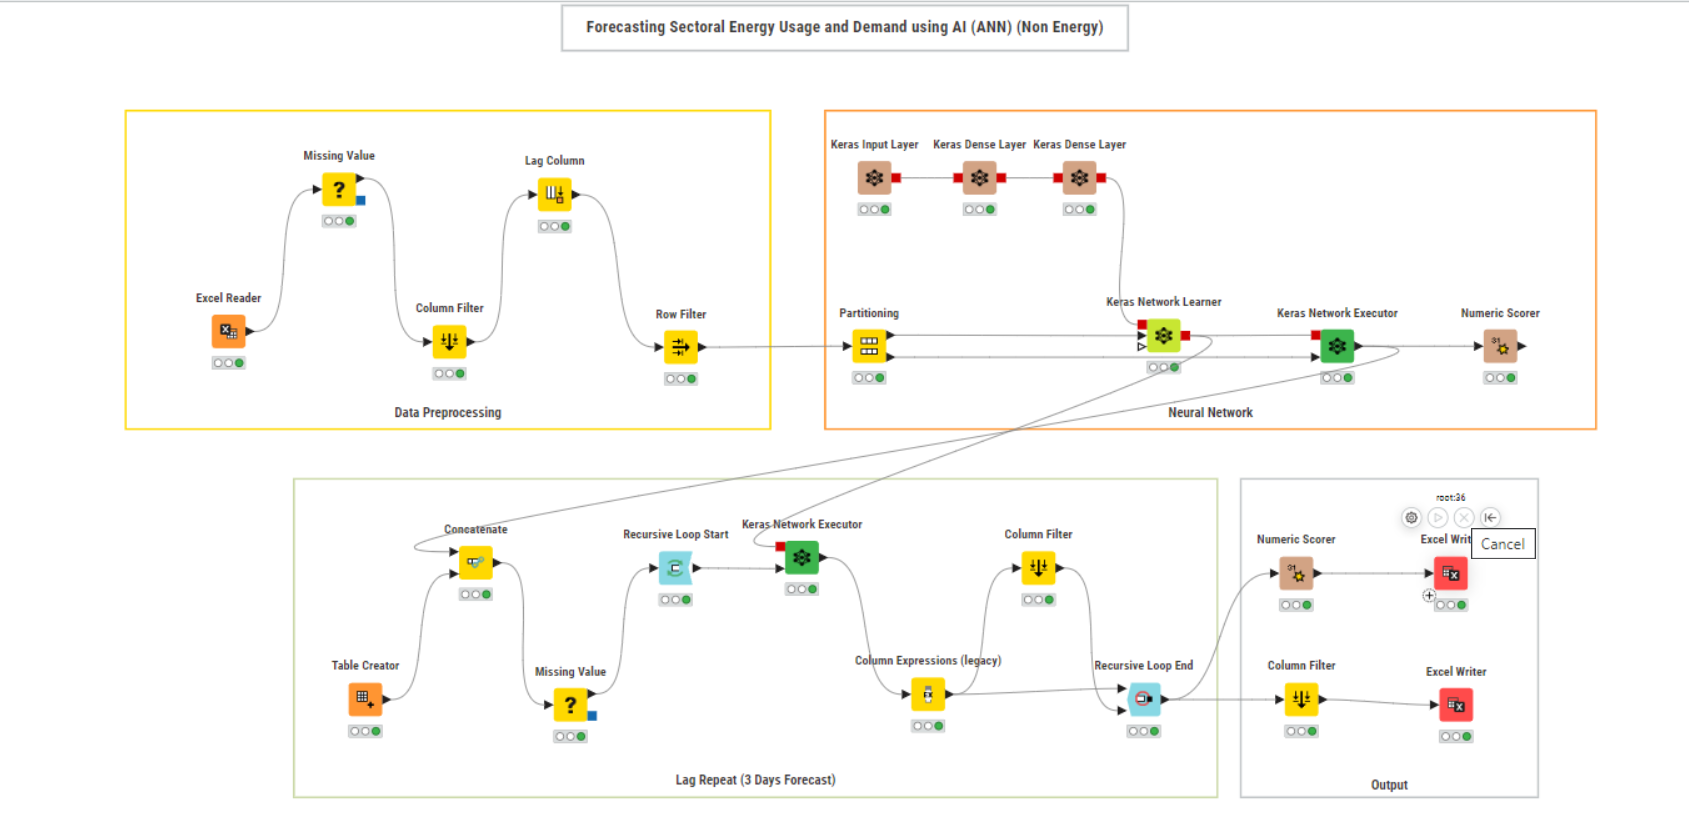 Forecasting Sectoral Energy Usage and Demand using AI (ANN) (Non Energy)
Missing Value
Lag Column
Excel Reader
Column Filter
Row Filter
Data Preprocessing
Keras Input Layer
Keras Dense Layer
Keras Dense Layer
Partitioning
Keras Network Learner
Keras Network Executor
Numeric Scorer
Neural Network
Concatenate
Recursive Loop Start
Keras Network Executor
Column Filter
Table Creator
Missing Value
Column Expressions (legacy)
Recursive Loop End
Lag Repeat (3 Days Forecast)
root:36
Numeric Scorer
Excel Writ
Cancel
Column Filter
Excel Writer
Output